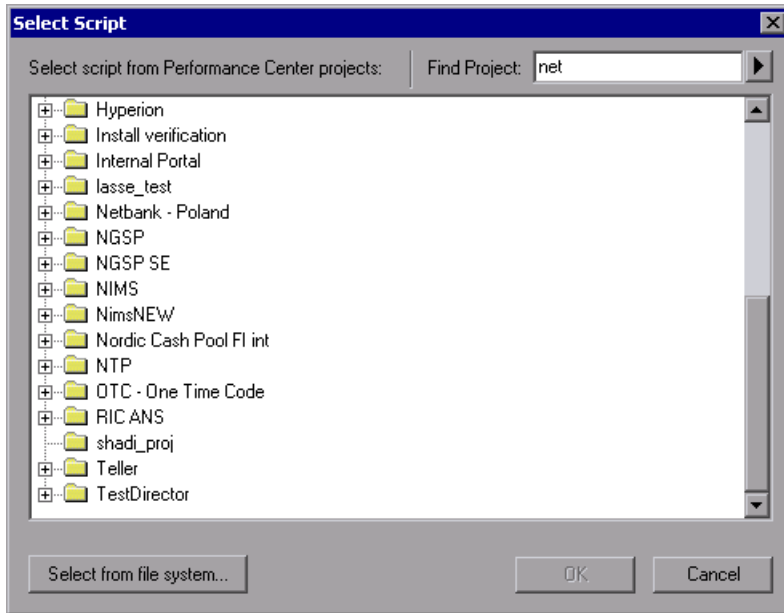 Select Script
Select script from Performance Center projects: Find Project: net
Hyperion
Install verification
Internal Portal
lasse_test
Netbank - Poland
NGSP
NGSP SE
NIMS
NimsNEW
Nordic Cash Pool FI int
NTP
OTC - One Time Code
RIC ANS
shadi_proj
Teller
TestDirector
Select from file system... OK Cancel